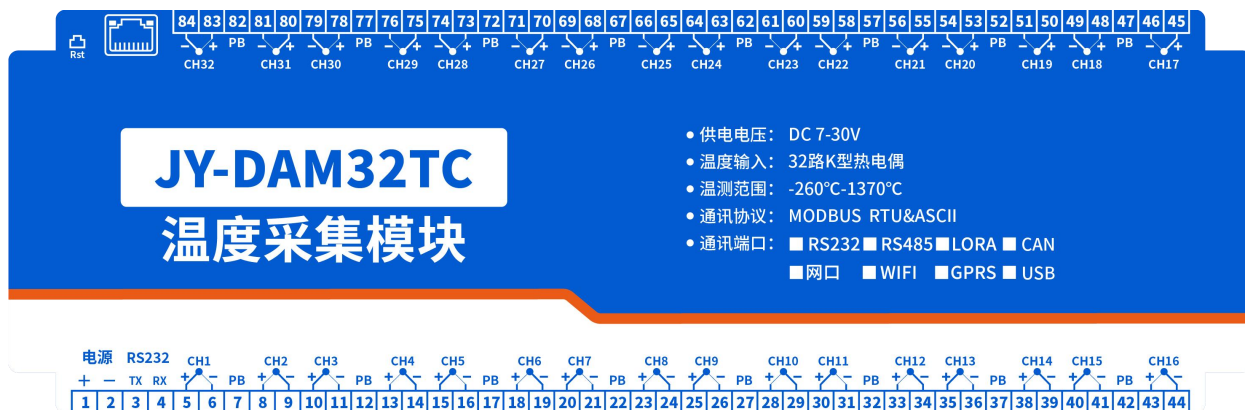 84 83 82 81 80 79 78 77 76 75 74 73 72 71 70 69 68 67 66 65 64 63 62 61 60 59 58 57 56 55 54 53 52 51 50 49 48 47 46 45
− + PB − + − + PB − + − + PB − + − + PB − + − + PB − + − + PB − + − + PB − + − + PB − +
Rst
CH32 CH31 CH30 CH29 CH28 CH27 CH26 CH25 CH24 CH23 CH22 CH21 CH20 CH19 CH18 CH17
JY-DAM32TC
温度采集模块
• 供电电压： DC 7-30V
• 温度输入： 32路K型热电偶
• 温测范围： -260℃-1370℃
• 通讯协议： MODBUS RTU&ASCII
• 通讯端口： ■ RS232 ■ RS485 ■ LORA ■ CAN
■ 网口 ■ WIFI ■ GPRS ■ USB
电源 RS232 CH1 CH2 CH3 CH4 CH5 CH6 CH7 CH8 CH9 CH10 CH11 CH12 CH13 CH14 CH15 CH16
+ − TX RX + − PB + − + − PB + − + − PB + − + − PB + − + − PB + − + − PB + − + − PB + − + − PB + −
1 2 3 4 5 6 7 8 9 10 11 12 13 14 15 16 17 18 19 20 21 22 23 24 25 26 27 28 29 30 31 32 33 34 35 36 37 38 39 40 41 42 43 44